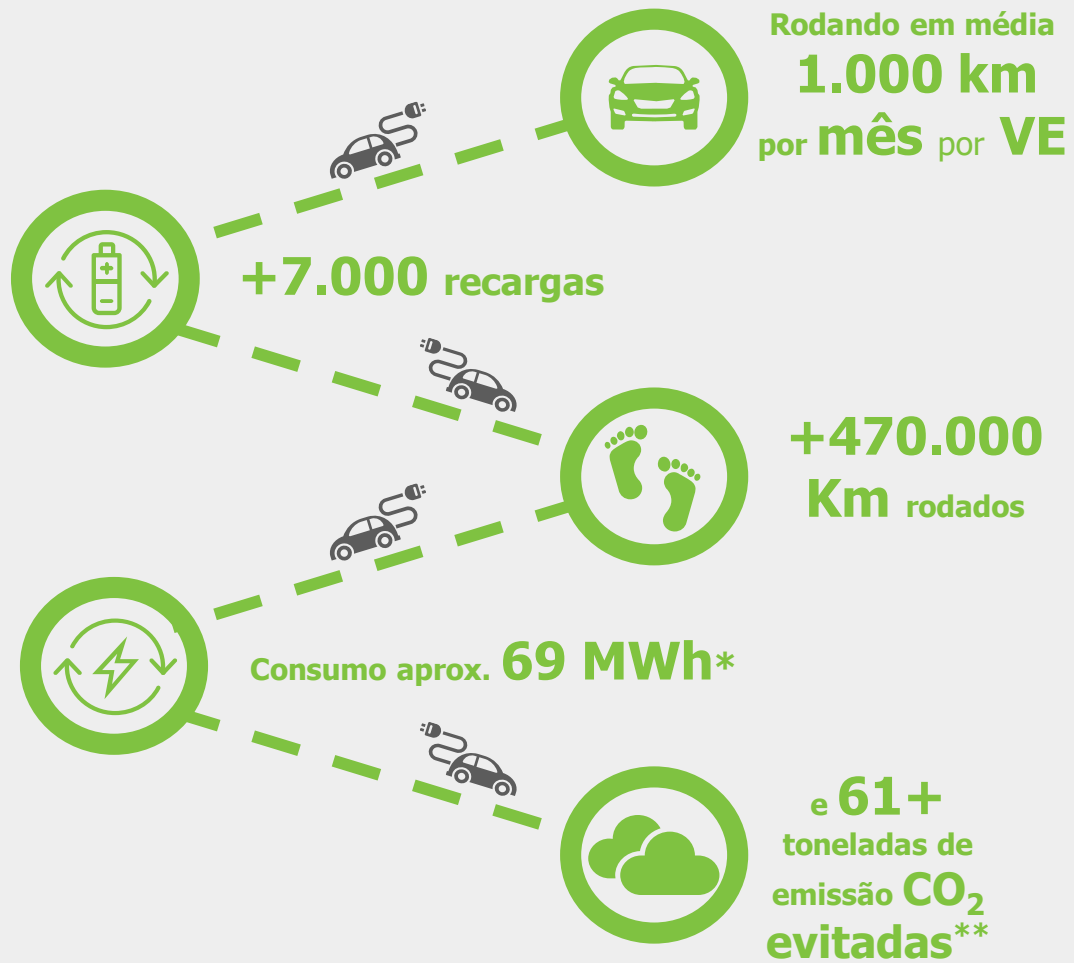 Rodando em média
1.000 km
por mês por VE
+7.000 recargas
+470.000
Km rodados
Consumo aprox. 69 MWh*
e 61+
toneladas de
emissão CO₂
evitadas**